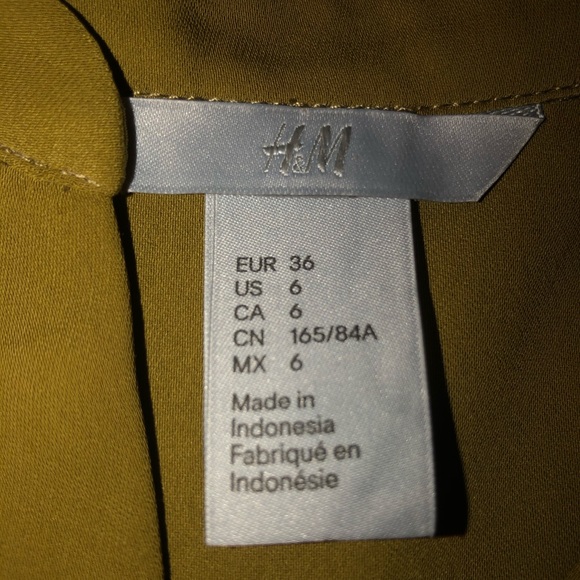 H&M
EUR 36
US 6
CA 6
CN 165/84A
MX 6
Made in
Indonesia
Fabriqué en
Indonésie